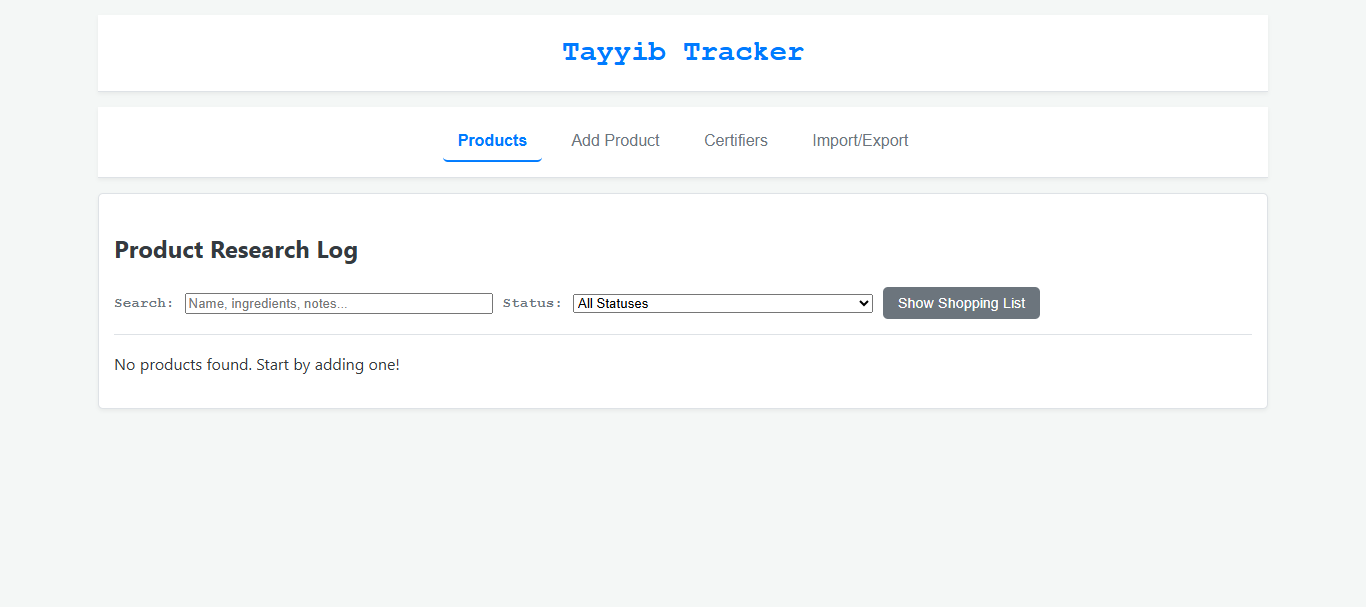 Tayyib Tracker
Products Add Product Certifiers Import/Export
Product Research Log
Search: Name, ingredients, notes... Status: All Statuses Show Shopping List
No products found. Start by adding one!